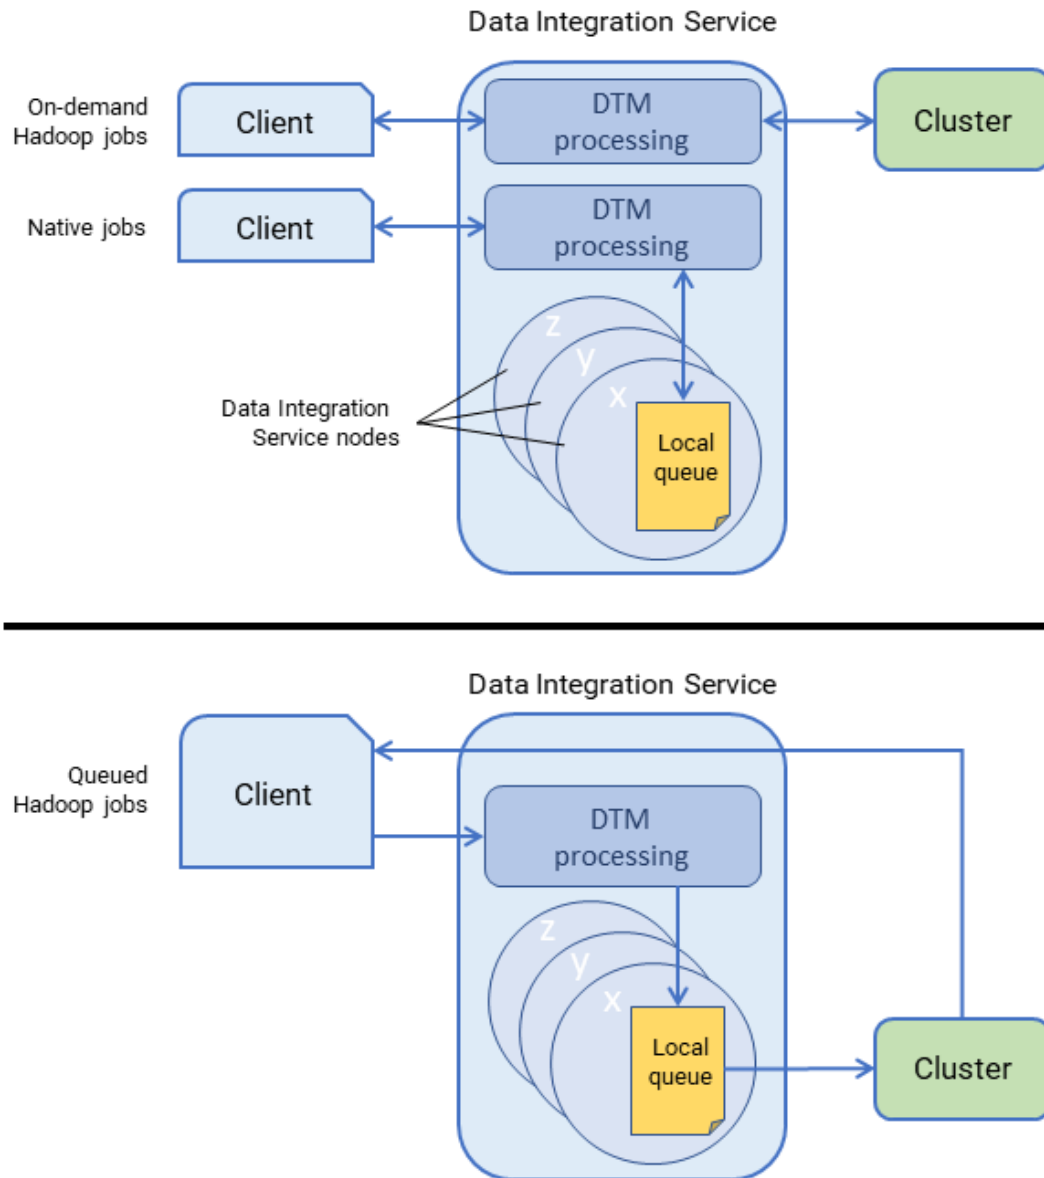 Data Integration Service
On-demand
Hadoop jobs
Client
DTM
processing
Cluster
Native jobs
Client
DTM
processing
z
y
x
Data Integration
Service nodes
Local
queue
Data Integration Service
Queued
Hadoop jobs
Client
DTM
processing
z
y
x
Local
queue
Cluster